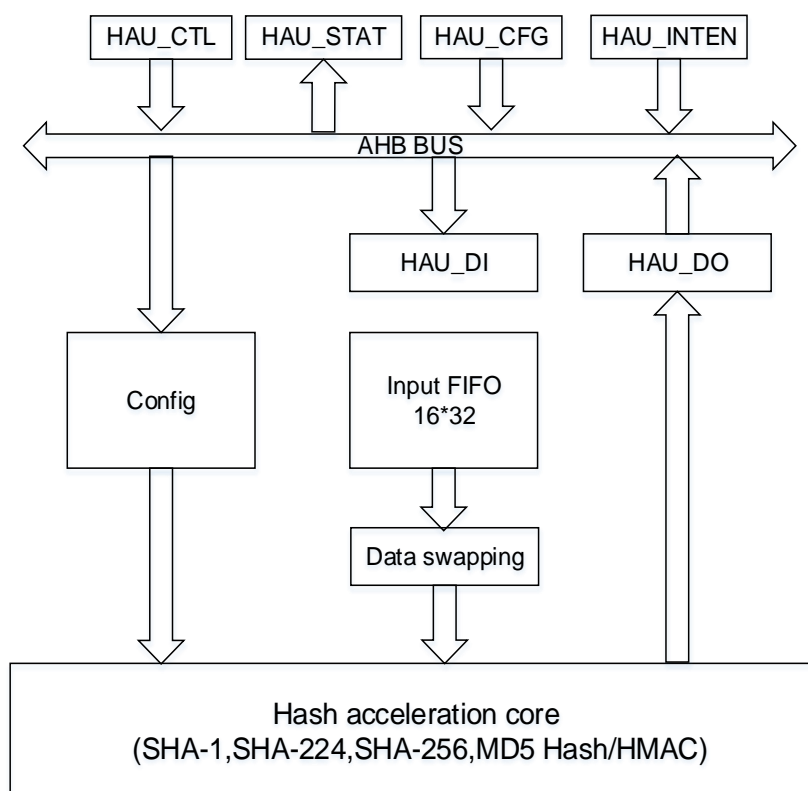 HAU_CTL
HAU_STAT
HAU_CFG
HAU_INTEN
AHB BUS
HAU_DI
HAU_DO
Config
Input FIFO
16*32
Data swapping
Hash acceleration core
(SHA-1,SHA-224,SHA-256,MD5 Hash/HMAC)